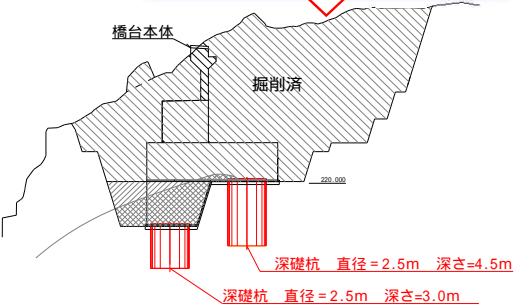 橋台本体
掘削済
220.000
深礎杭 直径=2.5m 深さ=4.5m
深礎杭 直径=2.5m 深さ=3.0m